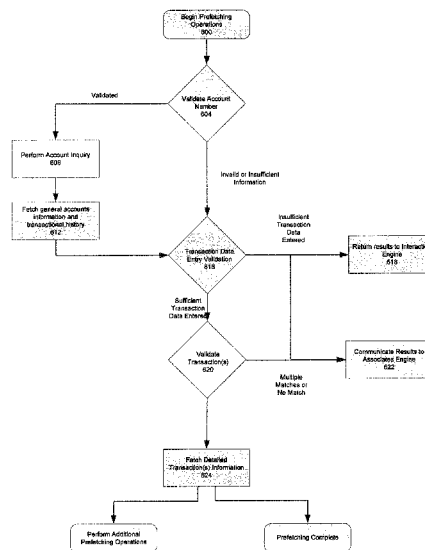 Begin Prefetching
Operations
600
Validate Account
Number
604
Validated
Perform Account Inquiry
608
Invalid or Insufficient
Information
Fetch general accounts
information and
transactional history
612
Insufficient
Transaction
Data
Entered
Transaction Data
Entry Validation
616
Return results to Interaction
Engine
618
Sufficient
Transaction
Data Entered
Validate
Transaction(s)
620
Communicate Results to
Associates Engine
622
Multiple
Matches or
No Match
Fetch Detailed
Transaction(s) Information
624
Perform Additional
Prefetching Operations
Prefetching Complete